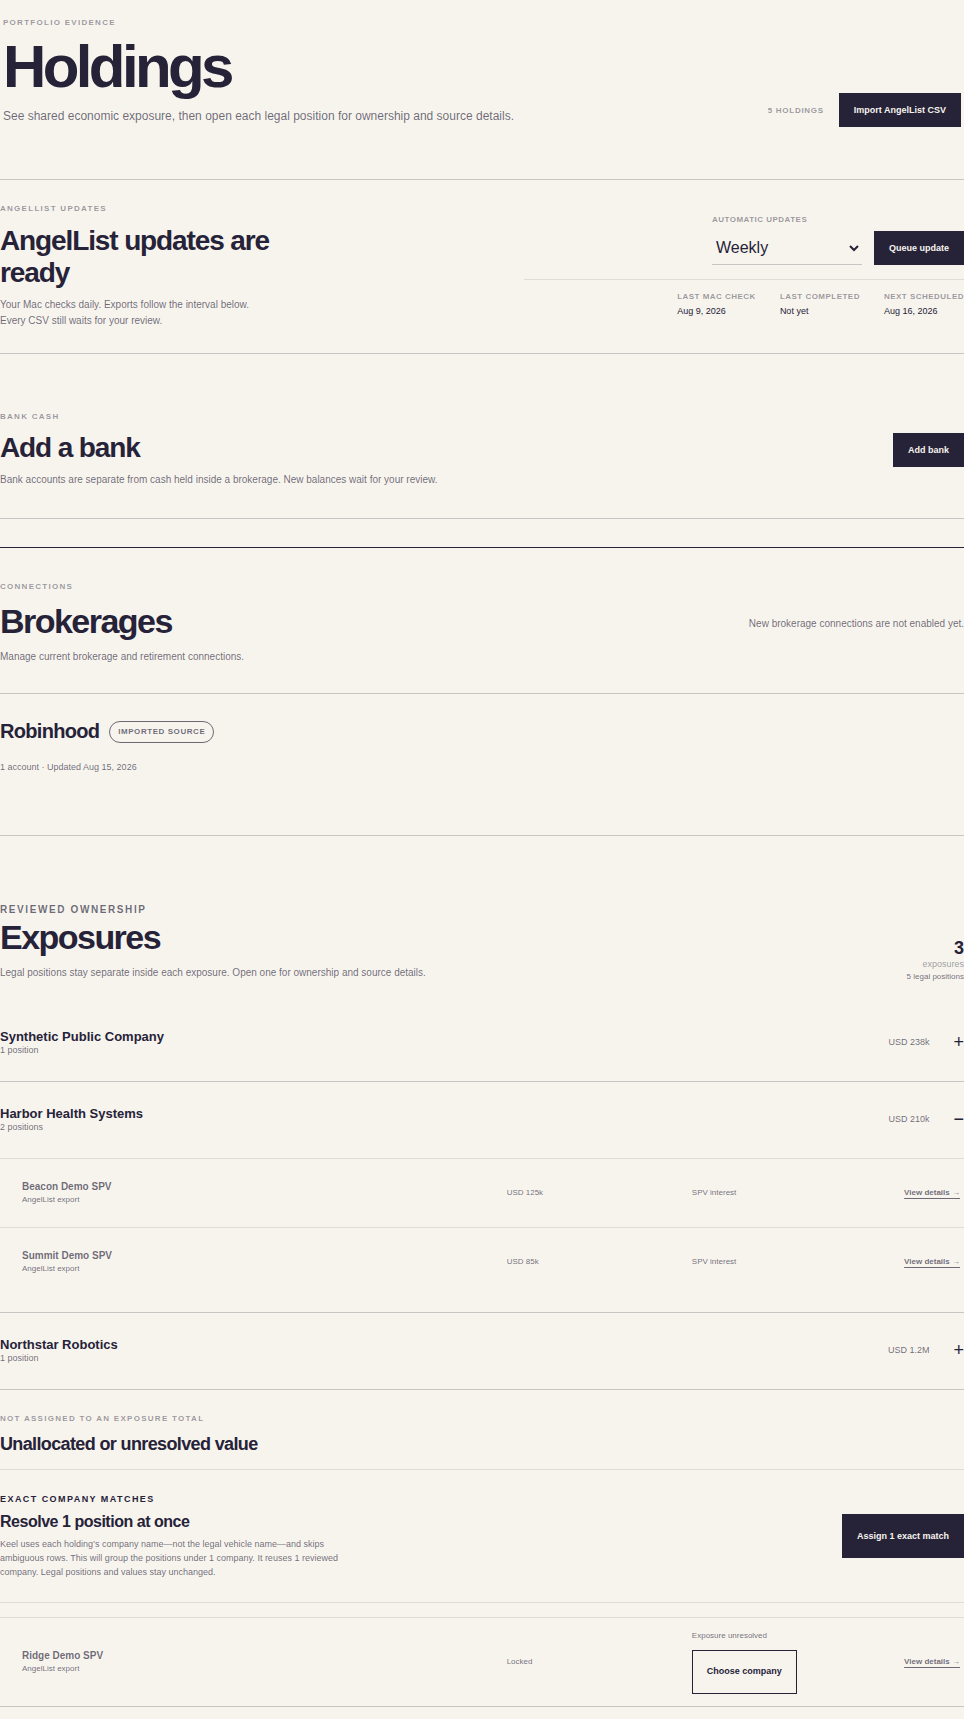 PORTFOLIO EVIDENCE
Holdings
See shared economic exposure, then open each legal position for ownership and source details.
5 HOLDINGS
Import AngelList CSV
ANGELLIST UPDATES
AngelList updates are
ready
Your Mac checks daily. Exports follow the interval below.
Every CSV still waits for your review.
AUTOMATIC UPDATES
Weekly
Queue update
LAST MAC CHECK
LAST COMPLETED
NEXT SCHEDULED
Aug 9, 2026
Not yet
Aug 16, 2026
BANK CASH
Add a bank
Bank accounts are separate from cash held inside a brokerage. New balances wait for your review.
Add bank
CONNECTIONS
Brokerages
Manage current brokerage and retirement connections.
New brokerage connections are not enabled yet.
Robinhood
IMPORTED SOURCE
1 account · Updated Aug 15, 2026
REVIEWED OWNERSHIP
Exposures
Legal positions stay separate inside each exposure. Open one for ownership and source details.
3
exposures
5 legal positions
Synthetic Public Company
1 position
USD 238k
+
Harbor Health Systems
2 positions
USD 210k
−
Beacon Demo SPV
AngelList export
USD 125k
SPV interest
View details →
Summit Demo SPV
AngelList export
USD 85k
SPV interest
View details →
Northstar Robotics
1 position
USD 1.2M
+
NOT ASSIGNED TO AN EXPOSURE TOTAL
Unallocated or unresolved value
EXACT COMPANY MATCHES
Resolve 1 position at once
Keel uses each holding's company name—not the legal vehicle name—and skips
ambiguous rows. This will group the positions under 1 company. It reuses 1 reviewed
company. Legal positions and values stay unchanged.
Assign 1 exact match
Ridge Demo SPV
AngelList export
Locked
Exposure unresolved
Choose company
View details →